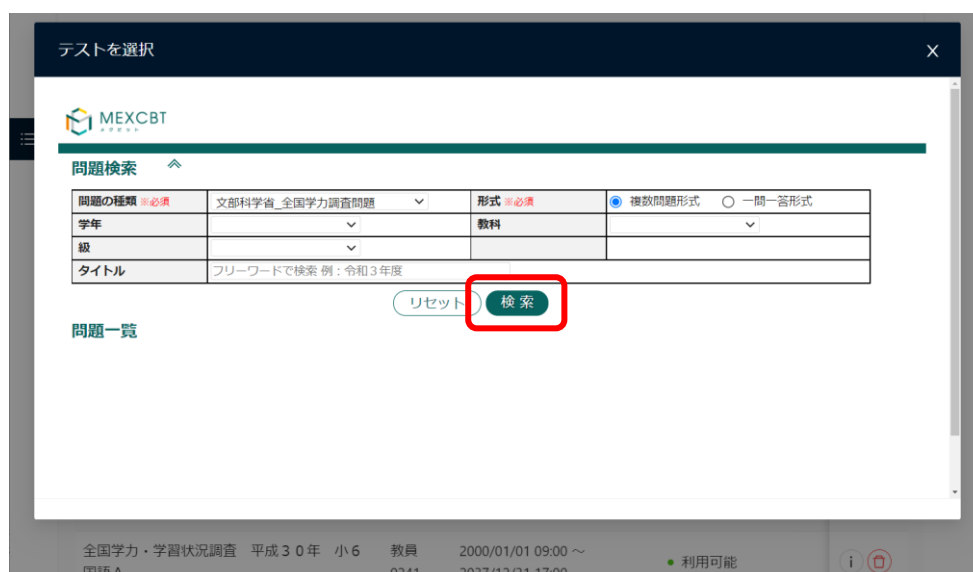 テストを選択 X
MEXCBT
メクビット
問題検索
問題の種類 ※必須 文部科学省_全国学力調査問題 形式 ※必須 複数問題形式 一問一答形式
学年 教科
級
タイトル フリーワードで検索 例：令和３年度
リセット 検 索
問題一覧
全国学力・学習状況調査 平成３０年 小６ 教員 2000/01/01 09:00 ～
利用可能 i